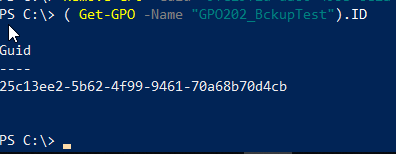 PS C:\> ( Get-GPO -Name "GPO202_BckupTest").ID
Guid
----
25c13ee2-5b62-4f99-9461-70a68b70d4cb
PS C:\>